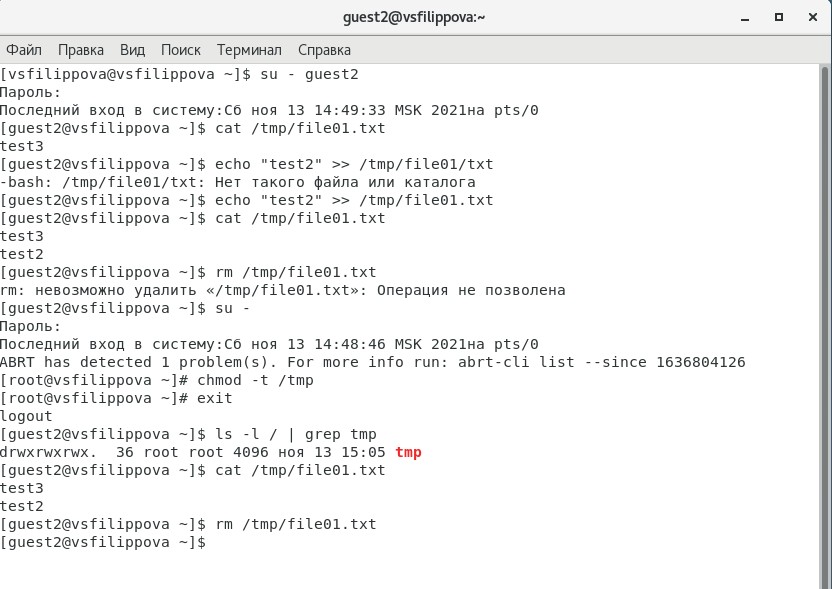 guest2@vsfilippova:~
Файл Правка Вид Поиск Терминал Справка
[vsfilippova@vsfilippova ~]$ su - guest2
Пароль:
Последний вход в систему:Сб ноя 13 14:49:33 MSK 2021на pts/0
[guest2@vsfilippova ~]$ cat /tmp/file01.txt
test3
[guest2@vsfilippova ~]$ echo "test2" >> /tmp/file01/txt
-bash: /tmp/file01/txt: Нет такого файла или каталога
[guest2@vsfilippova ~]$ echo "test2" >> /tmp/file01.txt
[guest2@vsfilippova ~]$ cat /tmp/file01.txt
test3
test2
[guest2@vsfilippova ~]$ rm /tmp/file01.txt
rm: невозможно удалить «/tmp/file01.txt»: Операция не позволена
[guest2@vsfilippova ~]$ su -
Пароль:
Последний вход в систему:Сб ноя 13 14:48:46 MSK 2021на pts/0
ABRT has detected 1 problem(s). For more info run: abrt-cli list --since 1636804126
[root@vsfilippova ~]# chmod -t /tmp
[root@vsfilippova ~]# exit
logout
[guest2@vsfilippova ~]$ ls -l / | grep tmp
drwxrwxrwx.  36 root root 4096 ноя 13 15:05 tmp
[guest2@vsfilippova ~]$ cat /tmp/file01.txt
test3
test2
[guest2@vsfilippova ~]$ rm /tmp/file01.txt
[guest2@vsfilippova ~]$